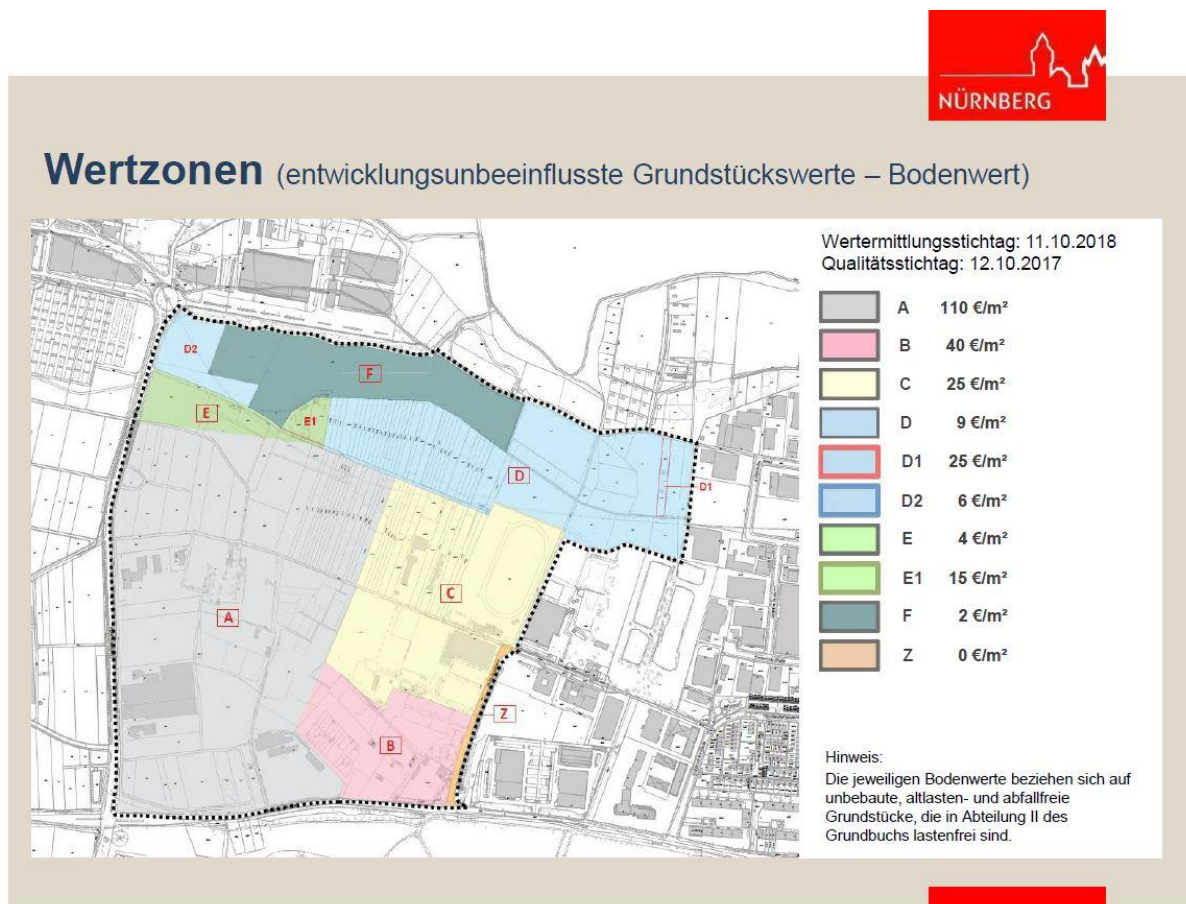 NÜRNBERG
Wertzonen (entwicklungsunbeeinflusste Grundstückswerte – Bodenwert)
Wertermittlungsstichtag: 11.10.2018
Qualitätsstichtag: 12.10.2017
A 110 €/m²
B 40 €/m²
C 25 €/m²
D 9 €/m²
D1 25 €/m²
D2 6 €/m²
E 4 €/m²
E1 15 €/m²
F 2 €/m²
Z 0 €/m²
D2
F
E
E1
D
D1
C
A
Z
B
Hinweis:
Die jeweiligen Bodenwerte beziehen sich auf
unbebaute, altlasten- und abfallfreie
Grundstücke, die in Abteilung II des
Grundbuchs lastenfrei sind.